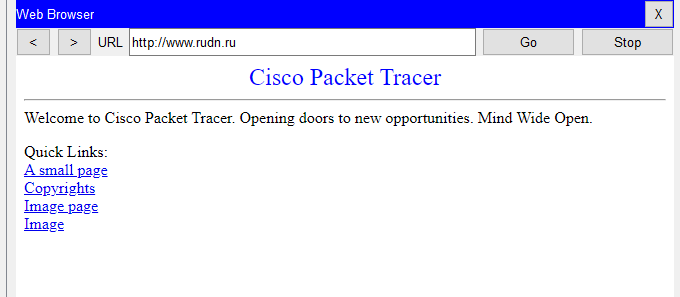 Web Browser X
< > URL http://www.rudn.ru Go Stop
Cisco Packet Tracer
Welcome to Cisco Packet Tracer. Opening doors to new opportunities. Mind Wide Open.
Quick Links:
A small page
Copyrights
Image page
Image